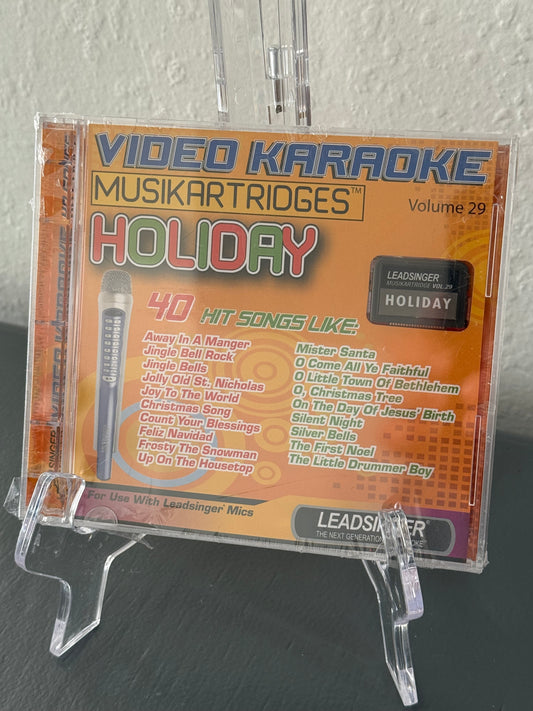 VIDEO KARAOKE
MUSIKARTRIDGES™
Volume 29
HOLIDAY
LEADSINGER
MUSIKARTRIDGE VOL.29
HOLIDAY
40 HIT SONGS LIKE:
Away In A Manger
Jingle Bell Rock
Jingle Bells
Jolly Old St. Nicholas
Joy To The World
Christmas Song
Count Your Blessings
Feliz Navidad
Frosty The Snowman
Up On The Housetop
Mister Santa
O Come All Ye Faithful
O Little Town Of Bethlehem
O, Christmas Tree
On The Day Of Jesus' Birth
Silent Night
Silver Bells
The First Noel
The Little Drummer Boy
For Use With Leadsinger® Mics
LEADSINGER®
THE NEXT GENERATION